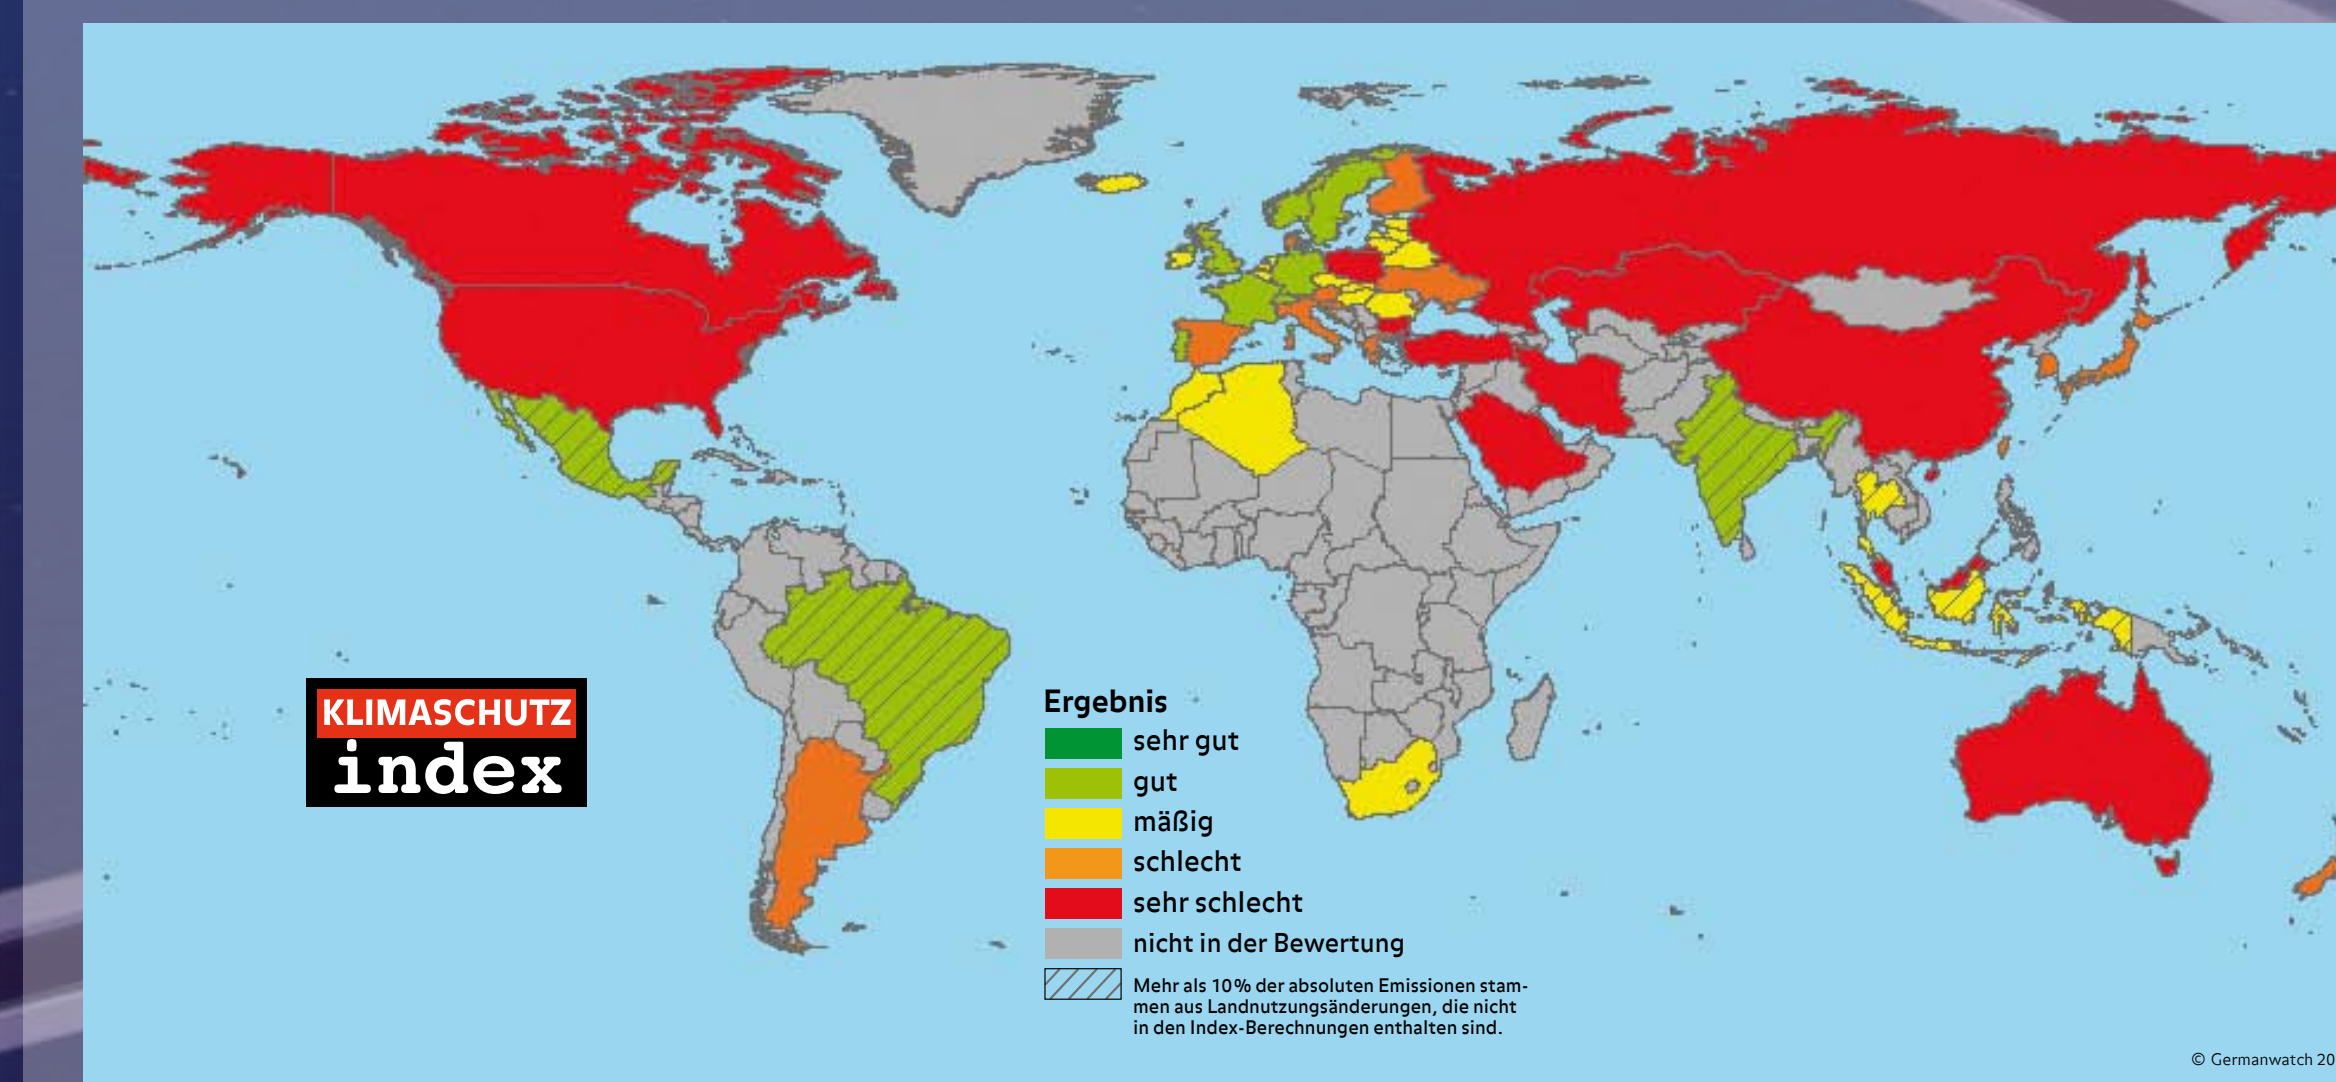 KLIMASCHUTZ
index
Ergebnis
sehr gut
gut
mäßig
schlecht
sehr schlecht
nicht in der Bewertung
Mehr als 10% der absoluten Emissionen stam-
men aus Landnutzungsänderungen, die nicht
in den Index-Berechnungen enthalten sind.
© Germanwatch 20